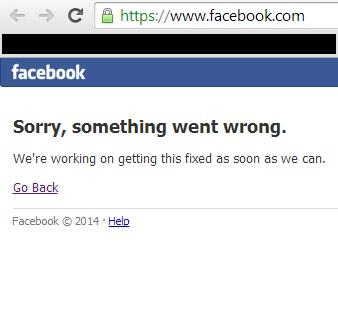 https://www.facebook.com
facebook
Sorry, something went wrong.
We're working on getting this fixed as soon as we can.
Go Back
Facebook © 2014 · Help